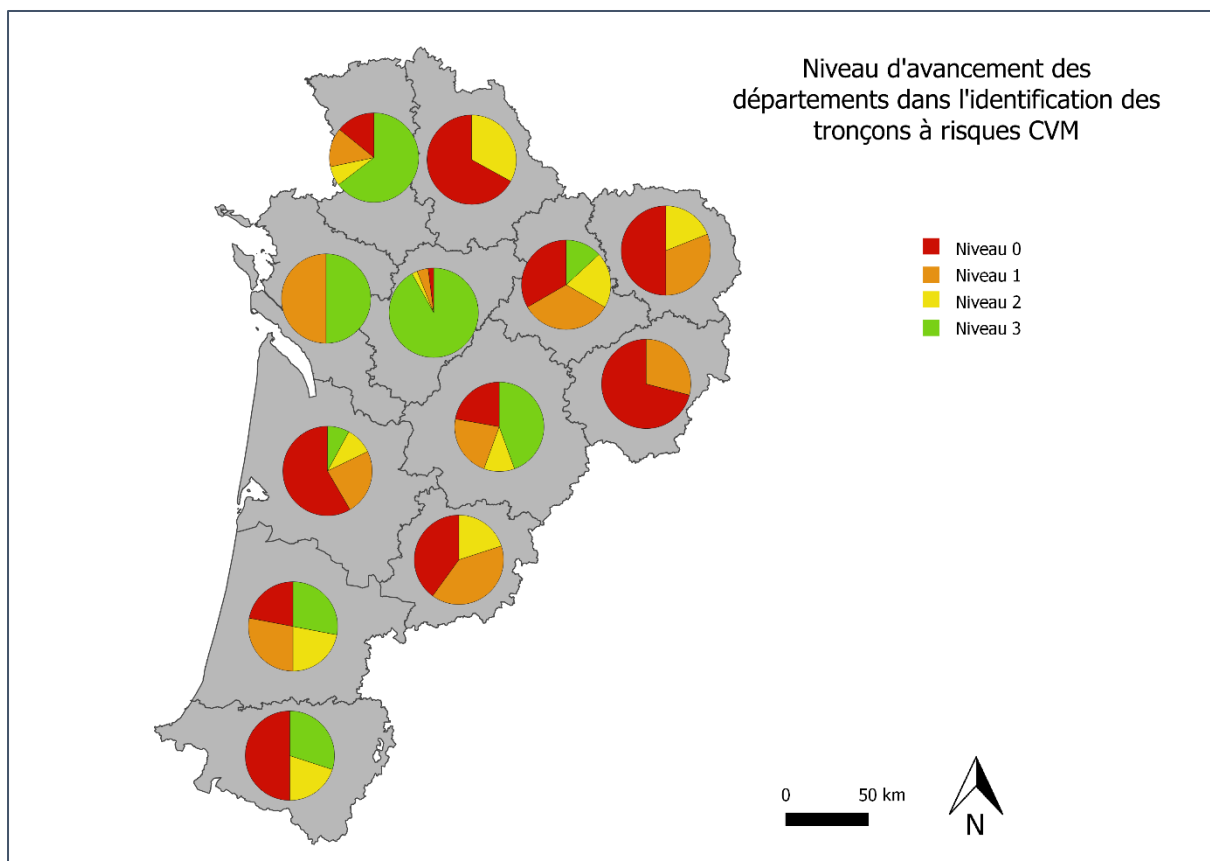 Niveau d'avancement des
départements dans l'identification des
tronçons à risques CVM
Niveau 0
Niveau 1
Niveau 2
Niveau 3
0 50 km
N